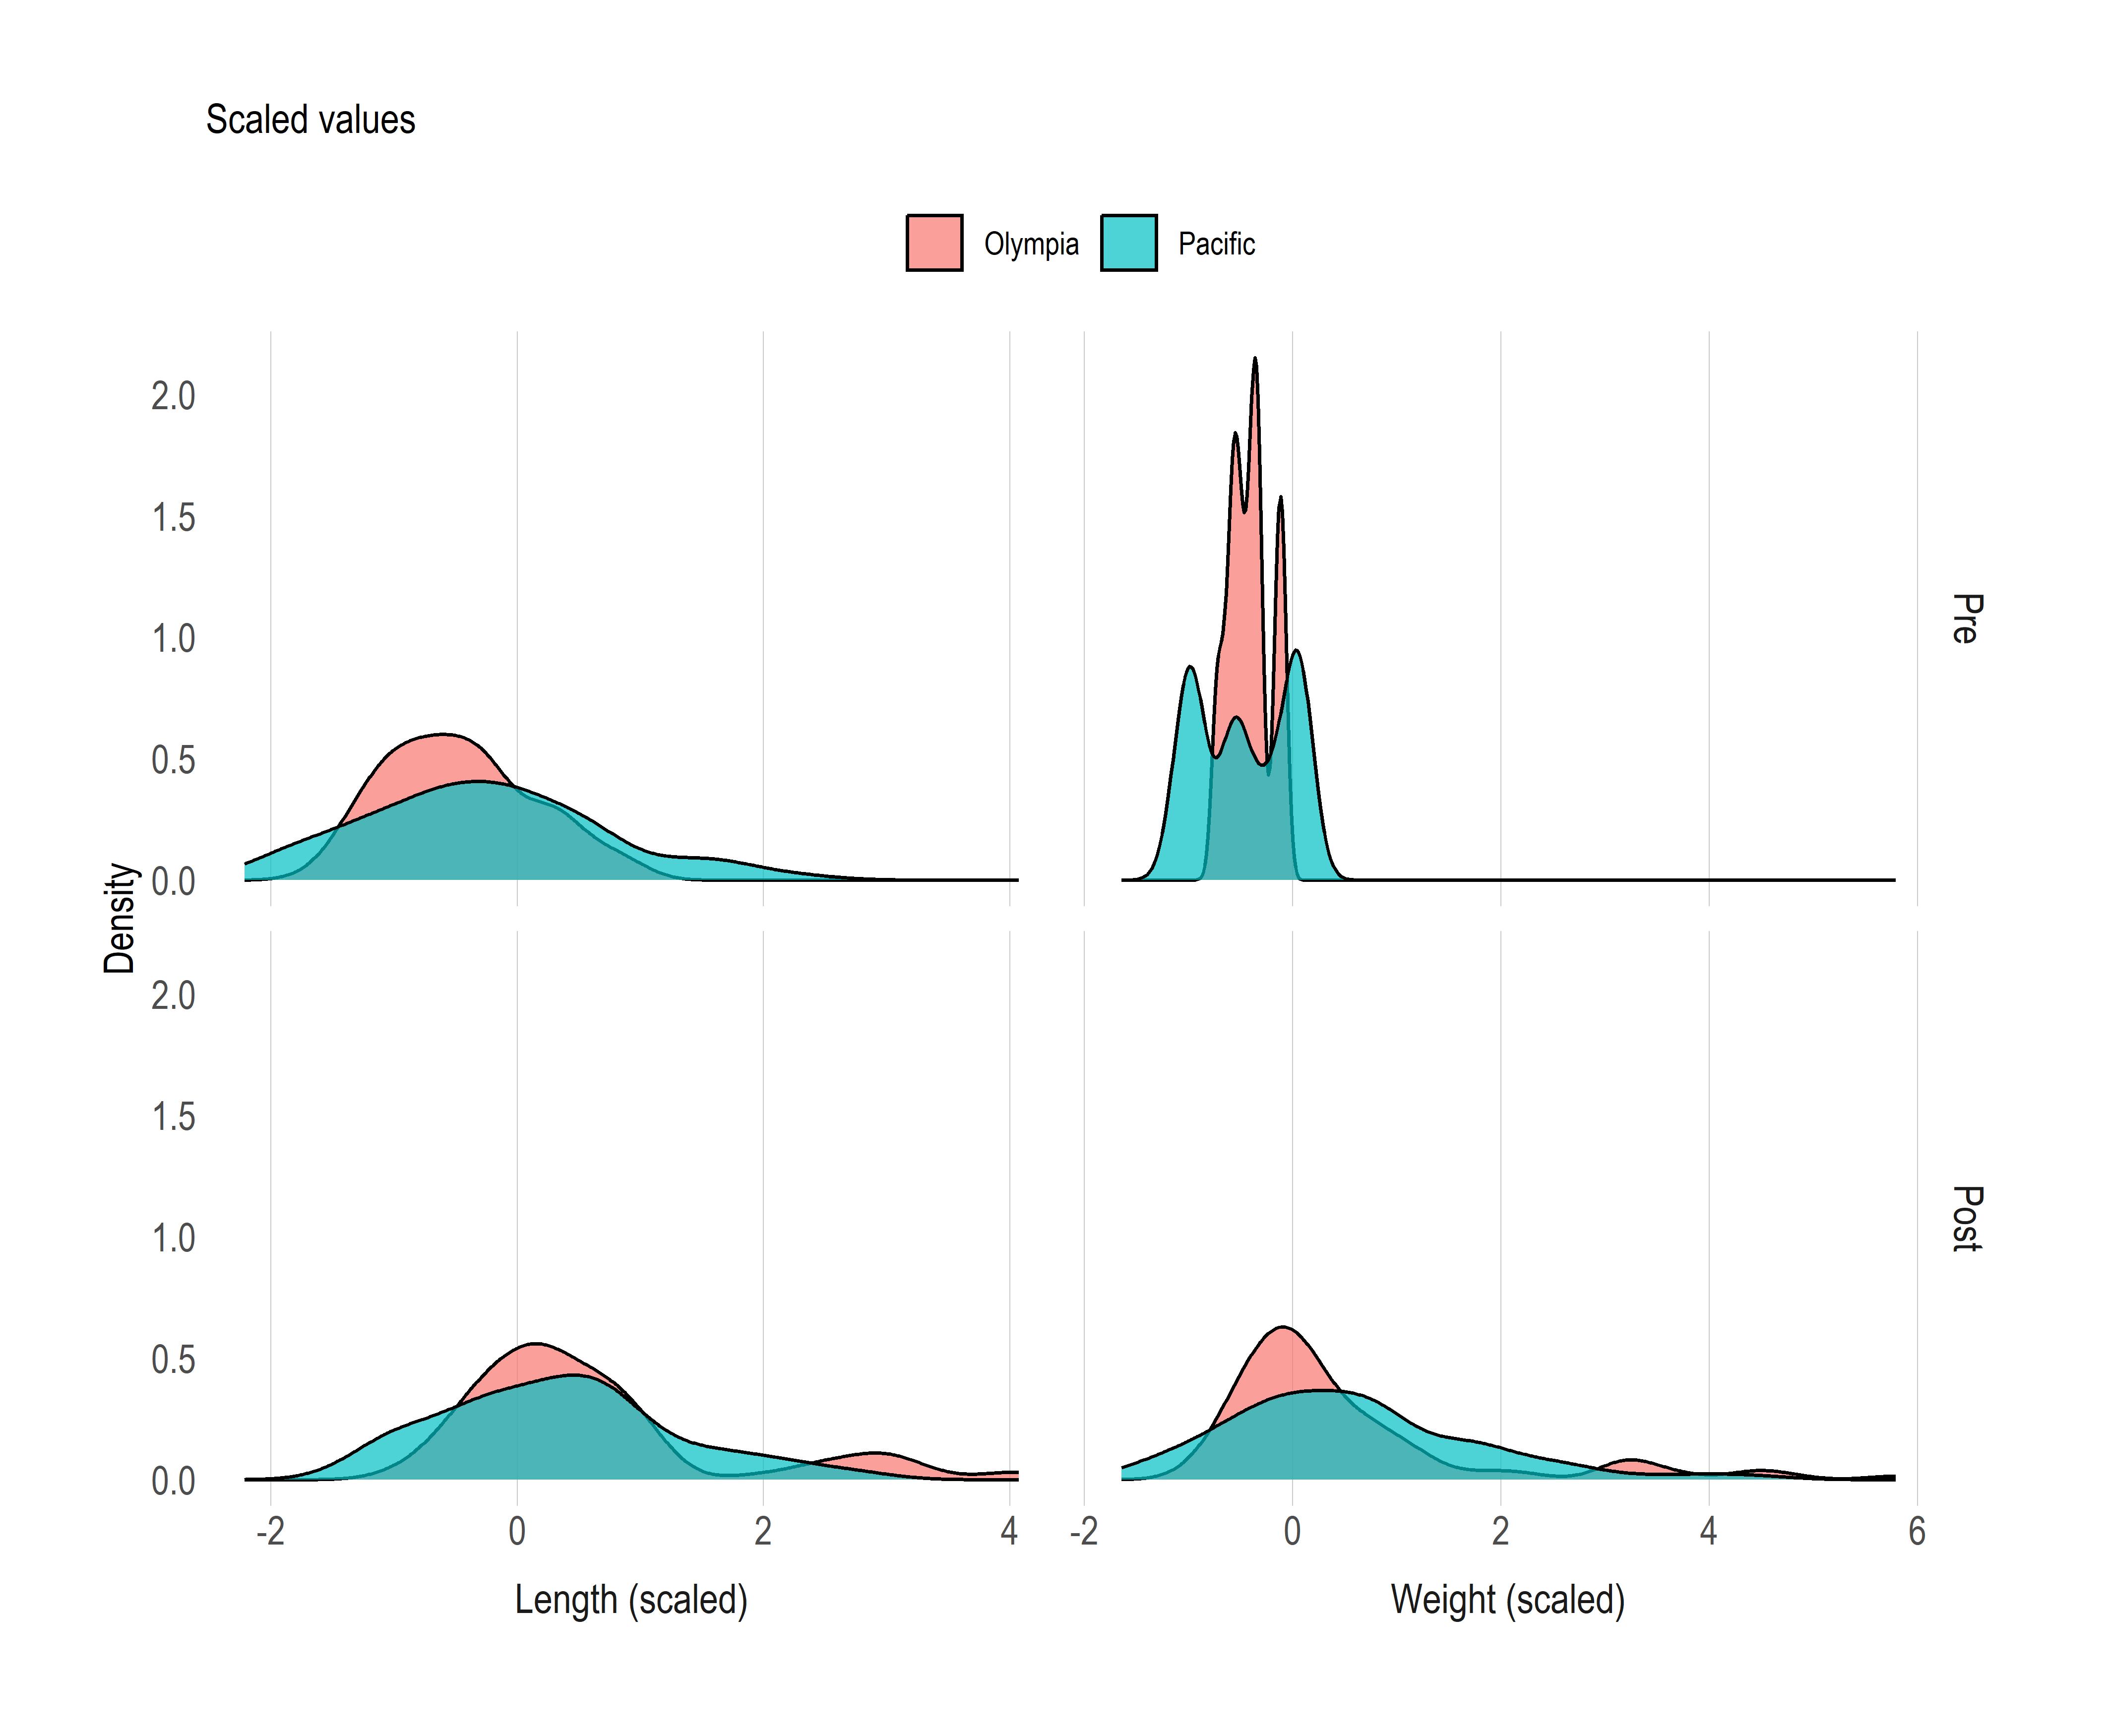 Scaled values
Olympia Pacific
2.0
1.5
1.0
0.5
0.0
Pre
Density
2.0
1.5
1.0
0.5
0.0
Post
-2 0 2 4 -2 0 2 4 6
Length (scaled) Weight (scaled)